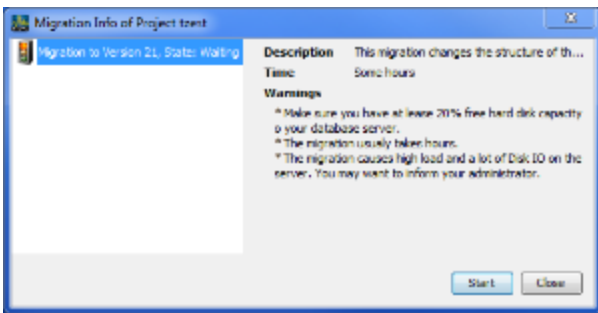 Migration Info of Project tzent
Migration to Version 21, State: Waiting
Description This migration changes the structure of th...
Time Some hours
Warnings
* Make sure you have at lease 20% free hard disk capacity
o your database server.
* The migration usualy takes hours.
* The migration causes high load and a lot of Disk IO on the
server. You may want to inform your administrator.
Start Close